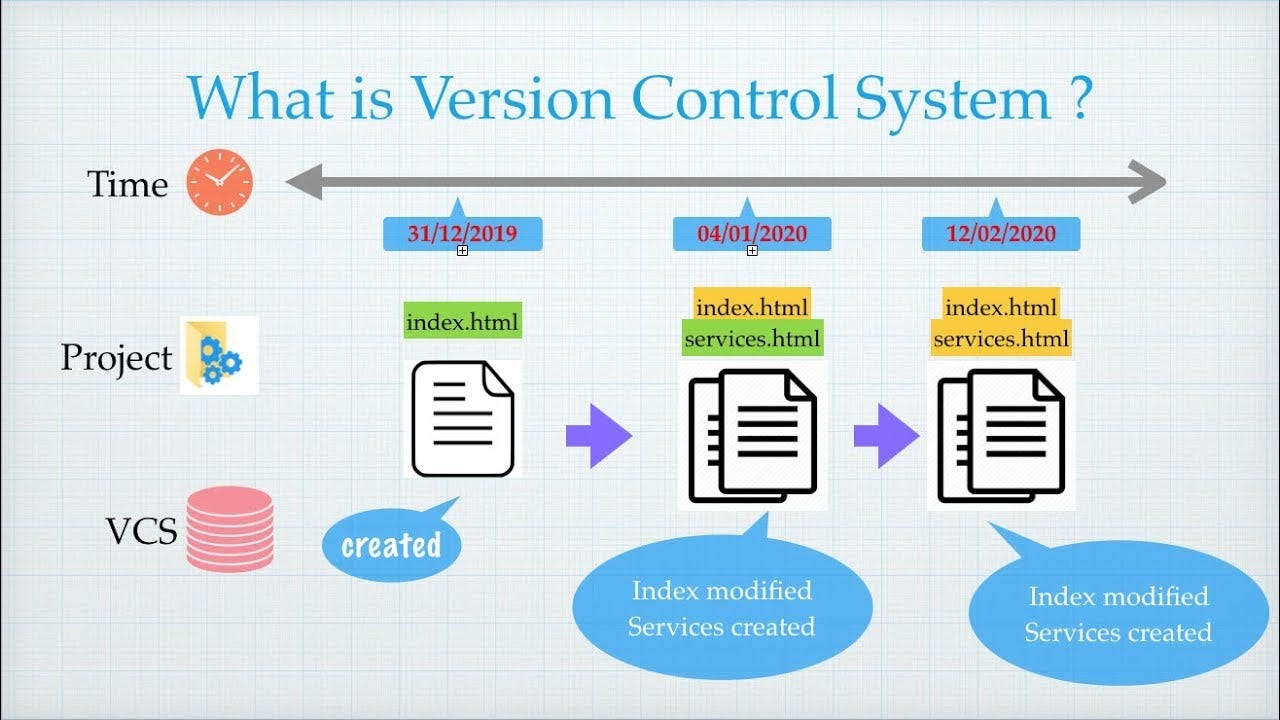 What is Version Control System ?
Time
31/12/2019
04/01/2020
12/02/2020
index.html
index.html
services.html
index.html
services.html
Project
VCS
created
Index modified
Services created
Index modified
Services created